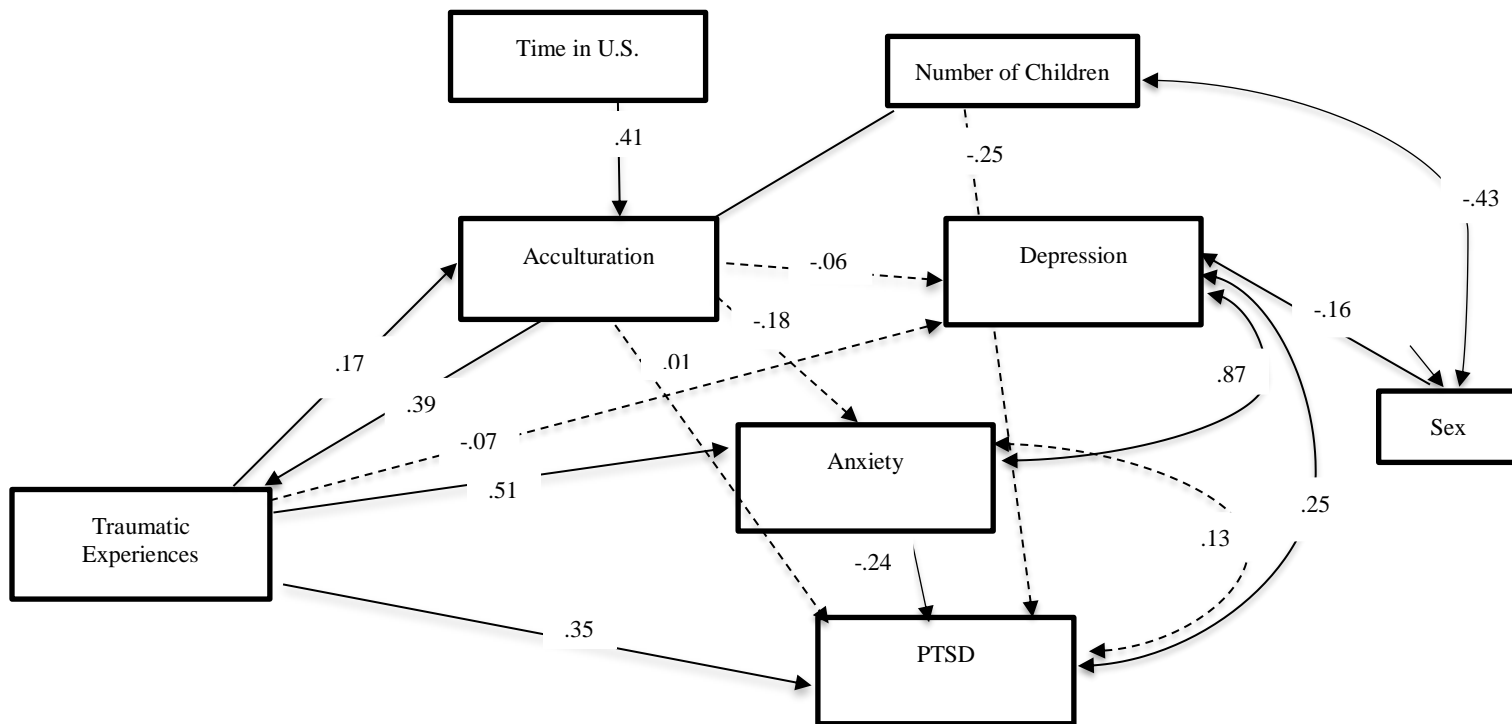 Time in U.S.
Number of Children
.41
-.25
-.43
Acculturation
Depression
-.06
-.18
-.16
.17
.01
.87
.39
-.07
Sex
Anxiety
.51
.25
Traumatic
Experiences
.13
-.24
.35
PTSD